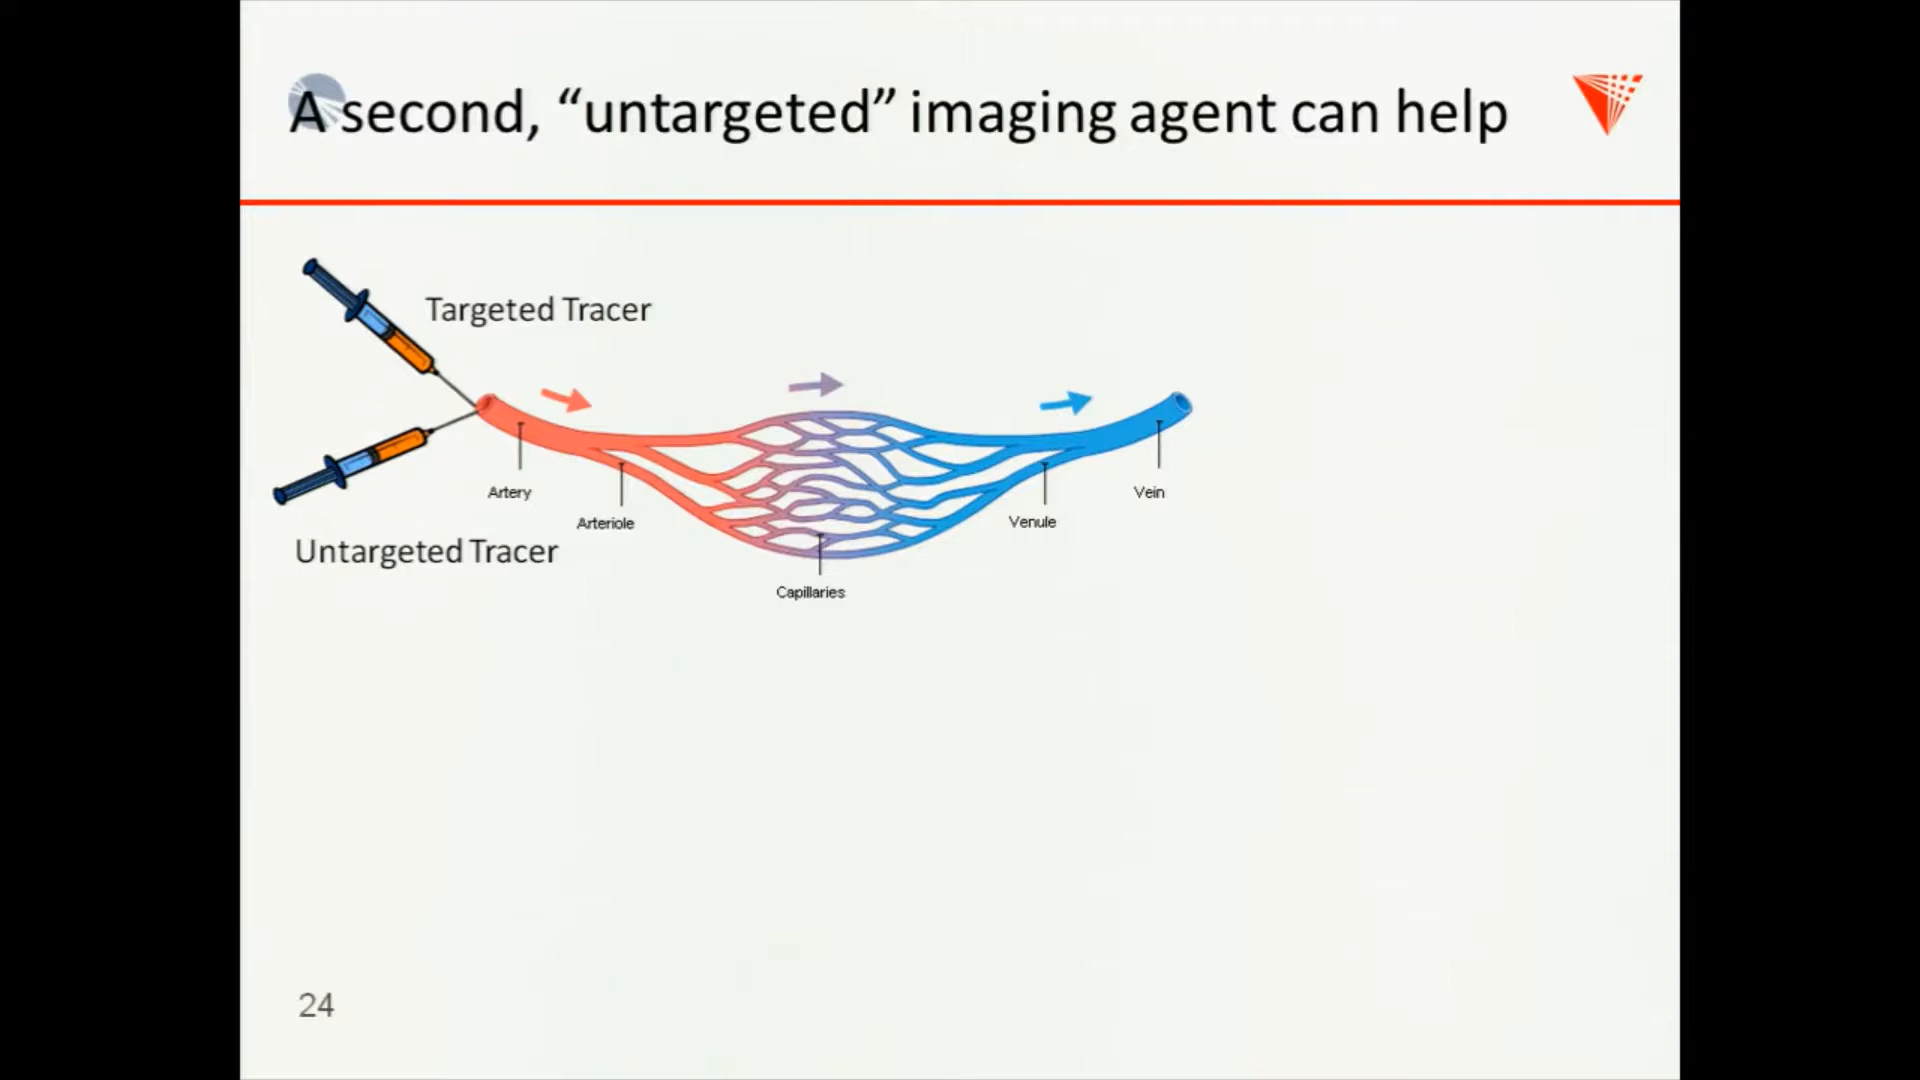 A second, “untargeted” imaging agent can help
Targeted Tracer
Artery
Vein
Arteriole
Venule
Untargeted Tracer
Capillaries
24